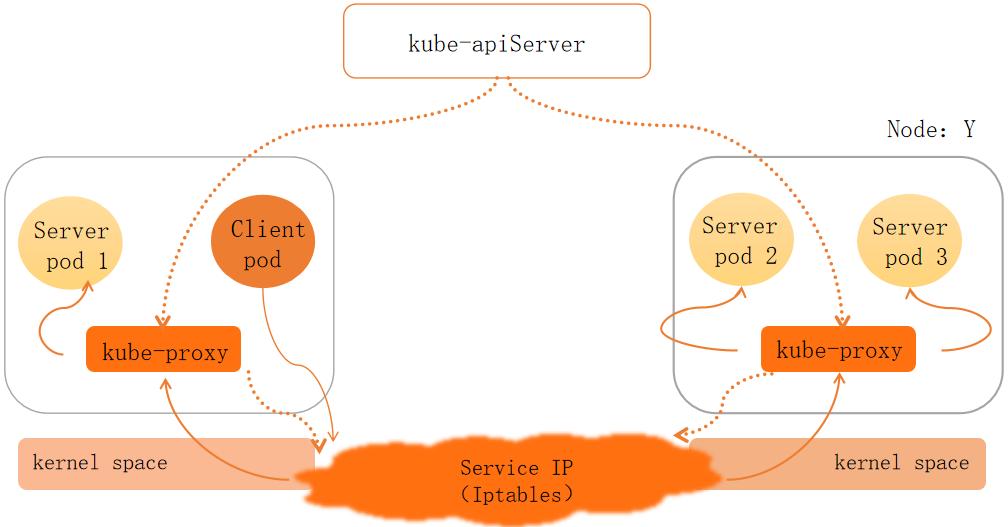 kube-apiServer
Node: Y
Server
pod 1
Client
pod
Server
pod 2
Server
pod 3
kube-proxy
kube-proxy
kernel space
Service IP
（Iptables）
kernel space